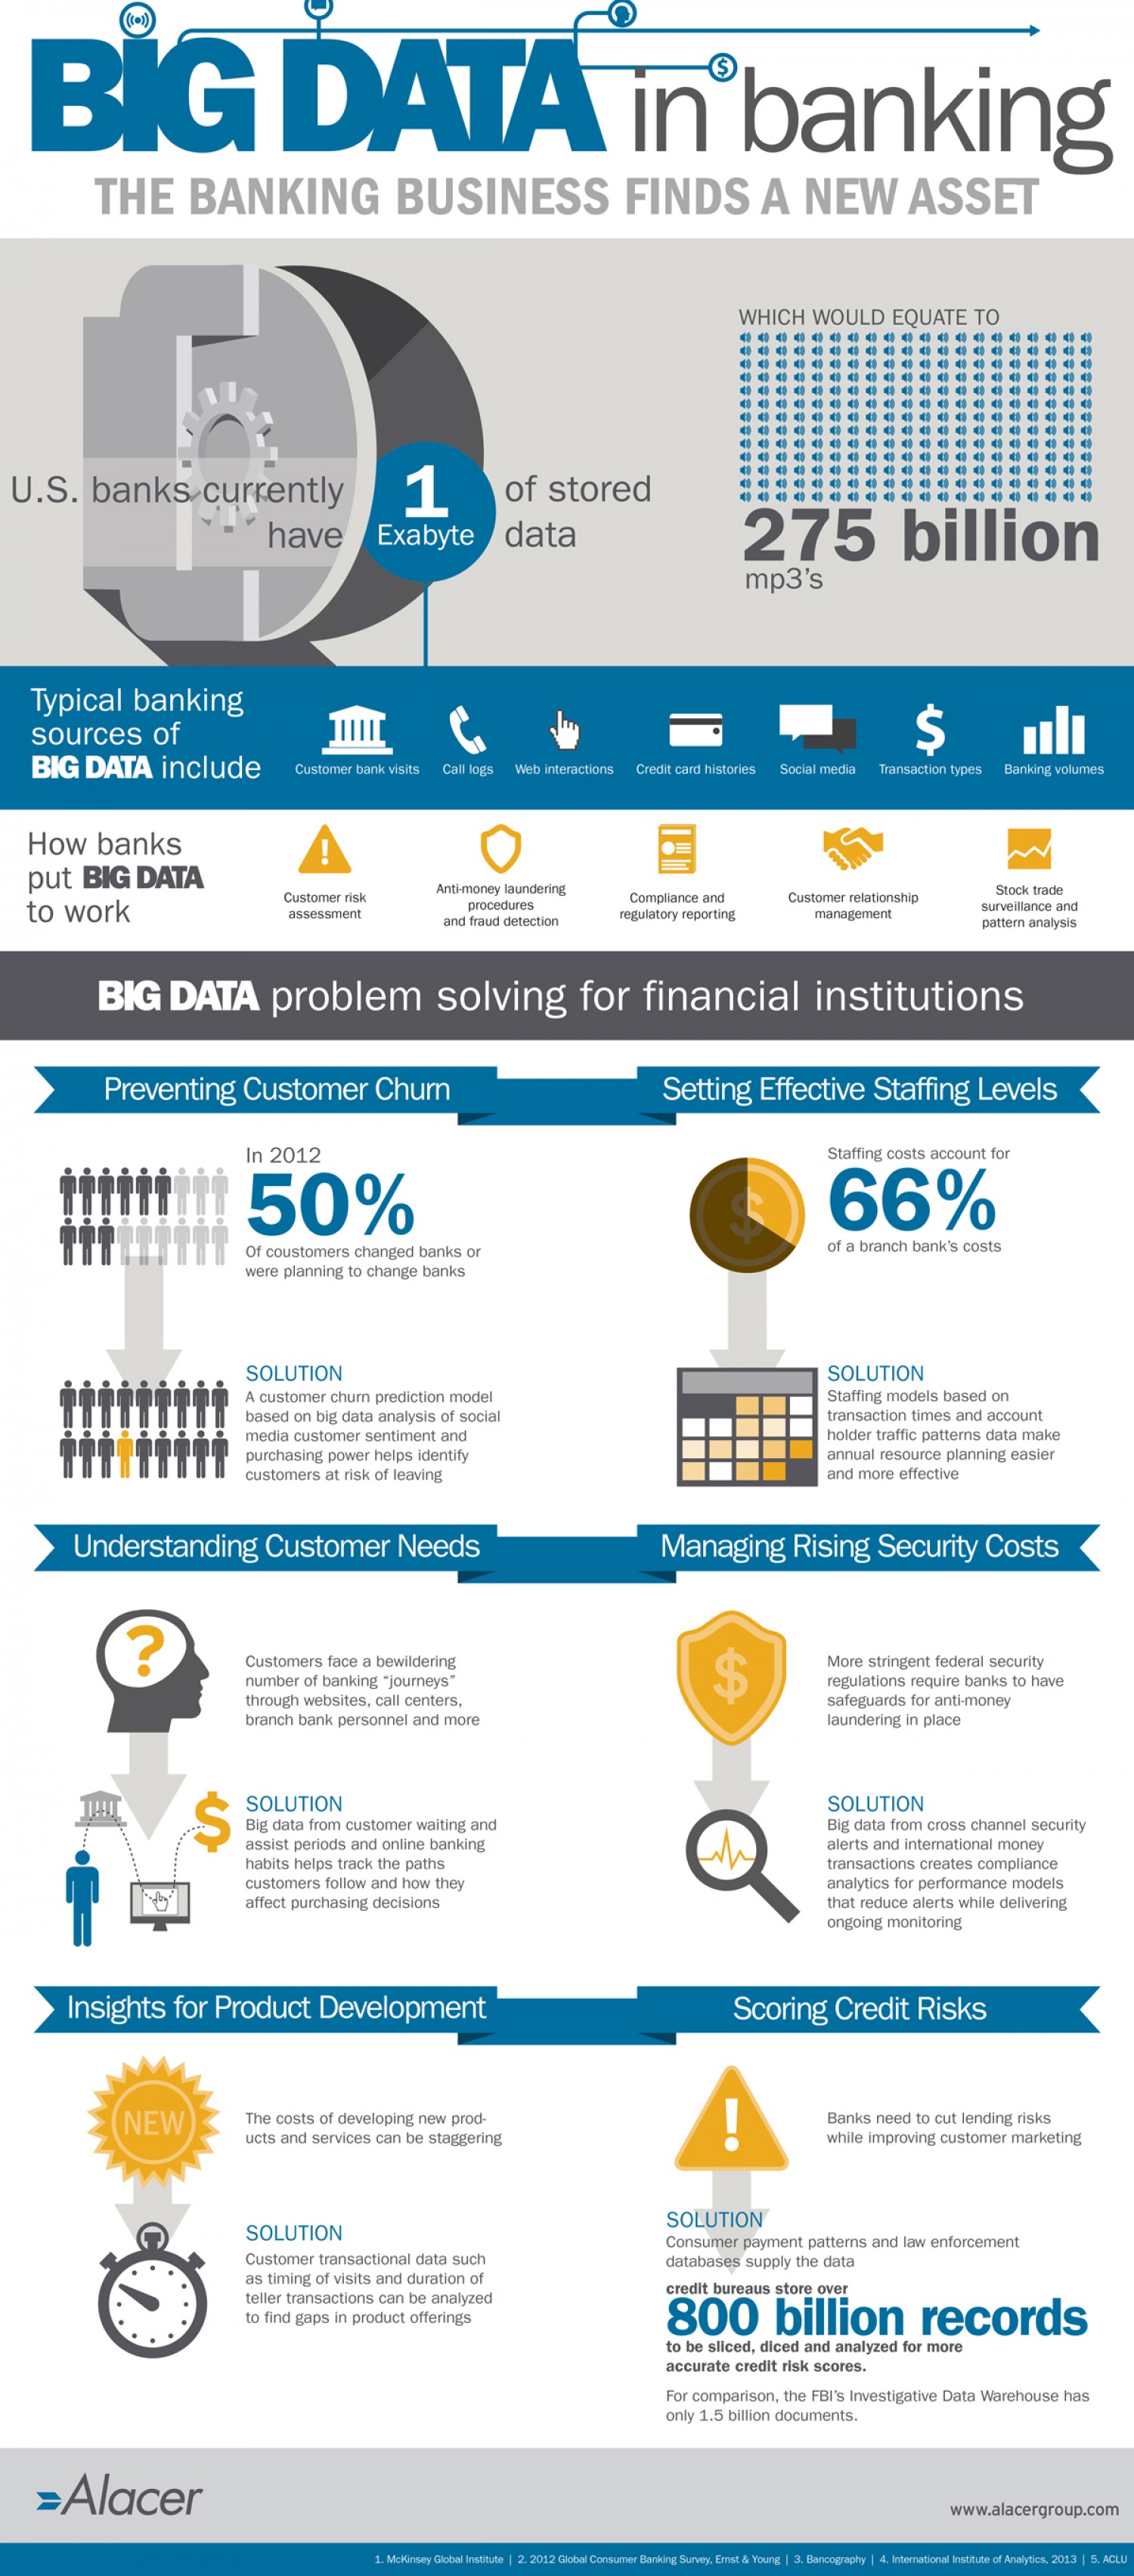 BIG DATA in banking
THE BANKING BUSINESS FINDS A NEW ASSET
U.S. banks currently
have
1
Exabyte
of stored
data
WHICH WOULD EQUATE TO
275 billion
mp3's
Typical banking
sources of
BIG DATA include
Customer bank visits
Call logs
Web interactions
Credit card histories
Social media
Transaction types
Banking volumes
How banks
put BIG DATA
to work
Customer risk
assessment
Anti-money laundering
procedures
and fraud detection
Compliance and
regulatory reporting
Customer relationship
management
Stock trade
surveillance and
pattern analysis
BIG DATA problem solving for financial institutions
Preventing Customer Churn
In 2012
50%
Of coustomers changed banks or
were planning to change banks
SOLUTION
A customer churn prediction model
based on big data analysis of social
media customer sentiment and
purchasing power helps identify
customers at risk of leaving
Setting Effective Staffing Levels
Staffing costs account for
66%
of a branch bank's costs
SOLUTION
Staffing models based on
transaction times and account
holder traffic patterns data make
annual resource planning easier
and more effective
Understanding Customer Needs
Customers face a bewildering
number of banking “journeys”
through websites, call centers,
branch bank personnel and more
SOLUTION
Big data from customer waiting and
assist periods and online banking
habits helps track the paths
customers follow and how they
affect purchasing decisions
Managing Rising Security Costs
More stringent federal security
regulations require banks to have
safeguards for anti-money
laundering in place
SOLUTION
Big data from cross channel security
alerts and international money
transactions creates compliance
analytics for performance models
that reduce alerts while delivering
ongoing monitoring
Insights for Product Development
NEW
The costs of developing new prod-
ucts and services can be staggering
SOLUTION
Customer transactional data such
as timing of visits and duration of
teller transactions can be analyzed
to find gaps in product offerings
Scoring Credit Risks
Banks need to cut lending risks
while improving customer marketing
SOLUTION
Consumer payment patterns and law enforcement
databases supply the data
credit bureaus store over
800 billion records
to be sliced, diced and analyzed for more
accurate credit risk scores.
For comparison, the FBI's Investigative Data Warehouse has
only 1.5 billion documents.
Alacer
www.alacergroup.com
1. McKinsey Global Institute | 2. 2012 Global Consumer Banking Survey, Ernst & Young | 3. Bancography | 4. International Institute of Analytics, 2013 | 5. ACLU